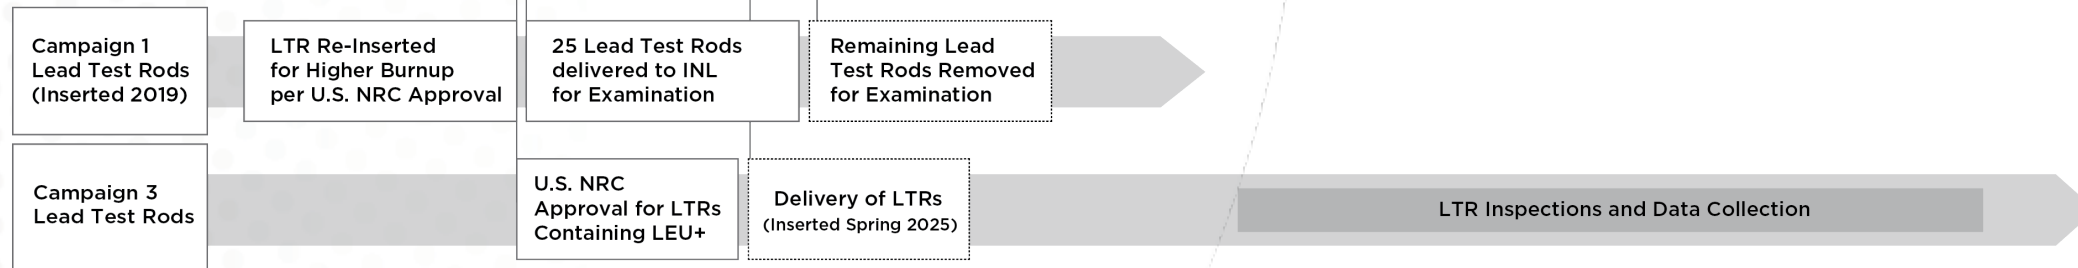 Campaign 1
Lead Test Rods
(Inserted 2019)
LTR Re-Inserted
for Higher Burnup
per U.S. NRC Approval
25 Lead Test Rods
delivered to INL
for Examination
Remaining Lead
Test Rods Removed
for Examination
Campaign 3
Lead Test Rods
U.S. NRC
Approval for LTRs
Containing LEU+
Delivery of LTRs
(Inserted Spring 2025)
LTR Inspections and Data Collection